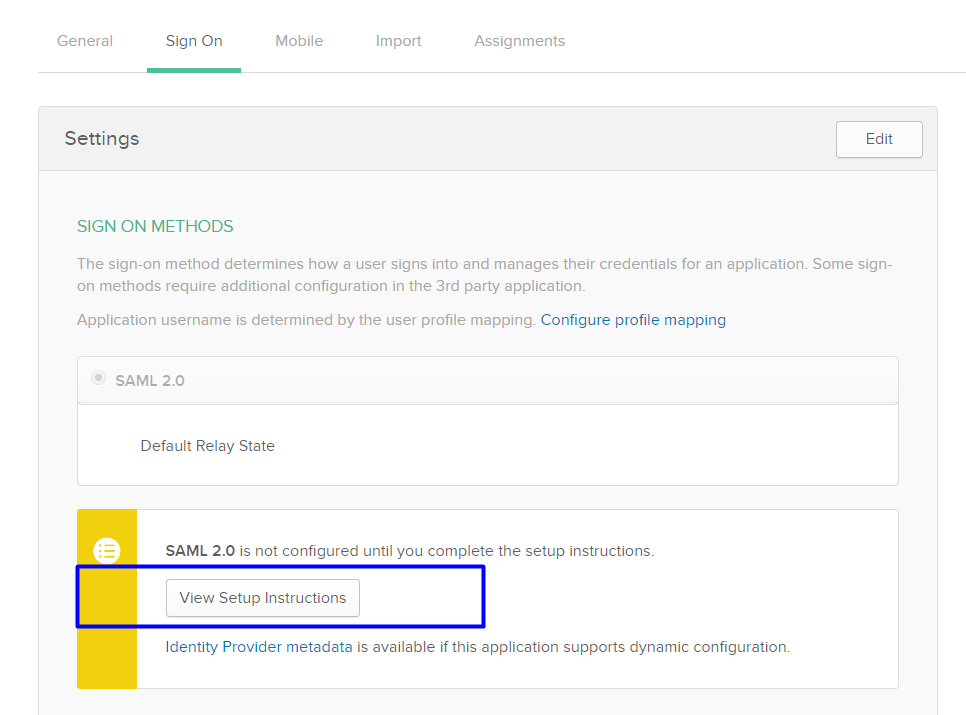 General Sign On Mobile Import Assignments
Settings
Edit
SIGN ON METHODS
The sign-on method determines how a user signs into and manages their credentials for an application. Some sign-
on methods require additional configuration in the 3rd party application.
Application username is determined by the user profile mapping. Configure profile mapping
SAML 2.0
Default Relay State
SAML 2.0 is not configured until you complete the setup instructions.
View Setup Instructions
Identity Provider metadata is available if this application supports dynamic configuration.